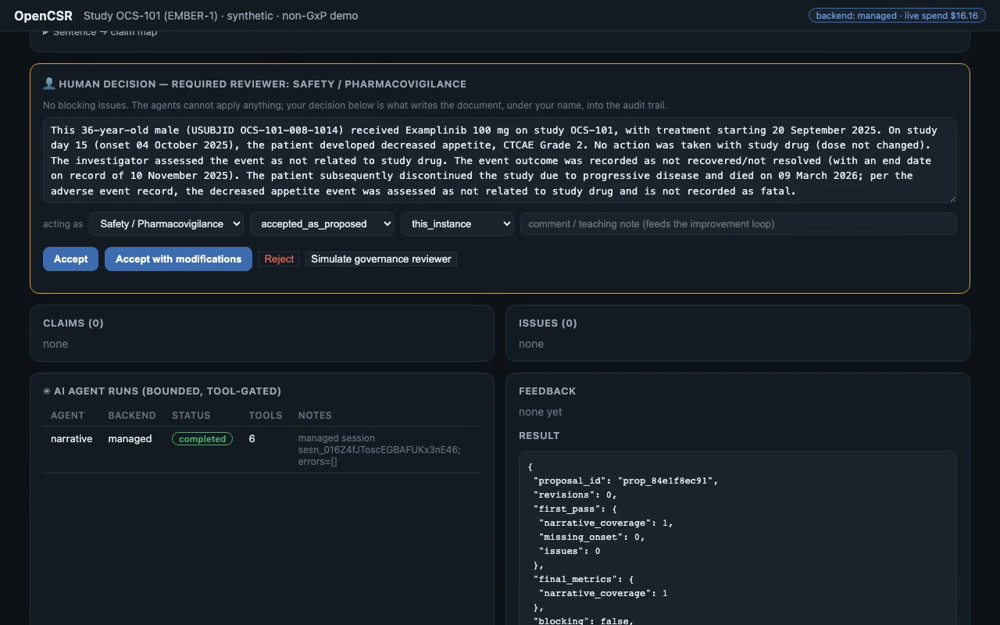 OpenCSR Study OCS-101 (EMBER-1) · synthetic · non-GxP demo
backend: managed · live spend $16.16
▸ Sentence → claim map
HUMAN DECISION — REQUIRED REVIEWER: SAFETY / PHARMACOVIGILANCE
No blocking issues. The agents cannot apply anything; your decision below is what writes the document, under your name, into the audit trail.
This 36-year-old male (USUBJID OCS-101-008-1014) received Examplinib 100 mg on study OCS-101, with treatment starting 20 September 2025. On study
day 15 (onset 04 October 2025), the patient developed decreased appetite, CTCAE Grade 2. No action was taken with study drug (dose not changed).
The investigator assessed the event as not related to study drug. The event outcome was recorded as not recovered/not resolved (with an end date
on record of 10 November 2025). The patient subsequently discontinued the study due to progressive disease and died on 09 March 2026; per the
adverse event record, the decreased appetite event was assessed as not related to study drug and is not recorded as fatal.
acting as Safety / Pharmacovigilance accepted_as_proposed this_instance comment / teaching note (feeds the improvement loop)
Accept Accept with modifications Reject Simulate governance reviewer
CLAIMS (0)
none
ISSUES (0)
none
✳ AI AGENT RUNS (BOUNDED, TOOL-GATED)
AGENT BACKEND STATUS TOOLS NOTES
narrative managed completed 6 managed session
sesn_016Z4fJToscEGBAFUKx3nE46;
errors=[]
FEEDBACK
none yet
RESULT
{
"proposal_id": "prop_84e1f8ec91",
"revisions": 0,
"first_pass": {
"narrative_coverage": 1,
"missing_onset": 0,
"issues": 0
},
"final_metrics": {
"narrative_coverage": 1
},
"blocking": false,